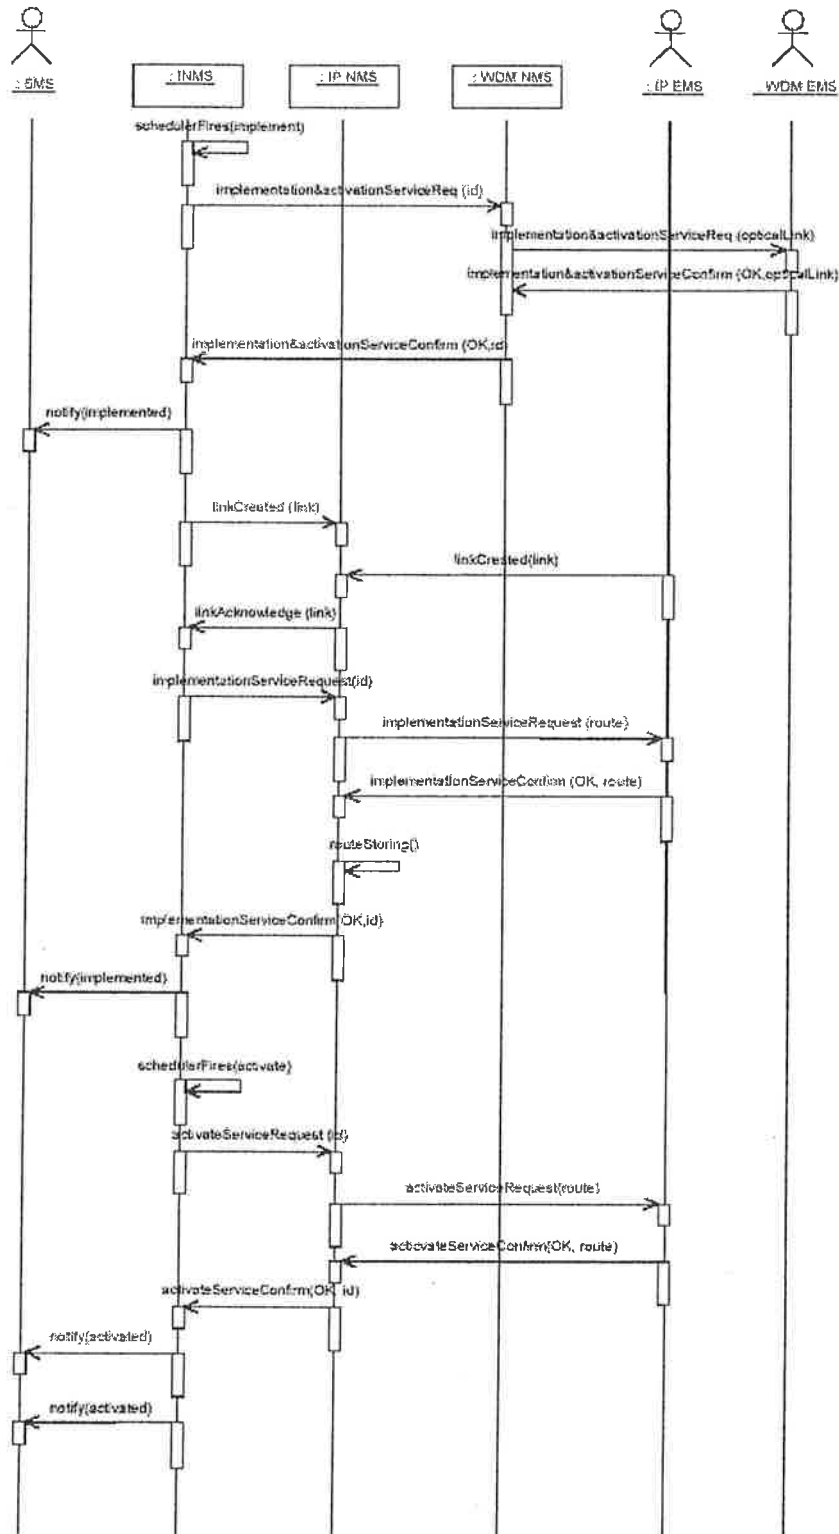 : SMS
: INMS
: IP NMS
: WDM NMS
: IP EMS
: WDM EMS
schedulerFires(implement)
implementation&activationServiceReq (id)
implementation&activationServiceReq (opticalLink)
implementation&activationServiceConfirm (OK,opticalLink)
implementation&activationServiceConfirm (OK,id)
notify(implemented)
linkCreated (link)
linkCreated(link)
linkAcknowledge (link)
implementationServiceRequest(id)
implementationServiceRequest (route)
implementationServiceConfirm (OK, route)
routeStoring()
implementationServiceConfirm(OK,id)
notify(implemented)
schedularFires(activate)
activateServiceRequest (id)
activateServiceRequest(route)
acticvateServiceConfirm(OK, route)
activateServiceConfirm(OK, id)
notify(activated)
notify(activated)